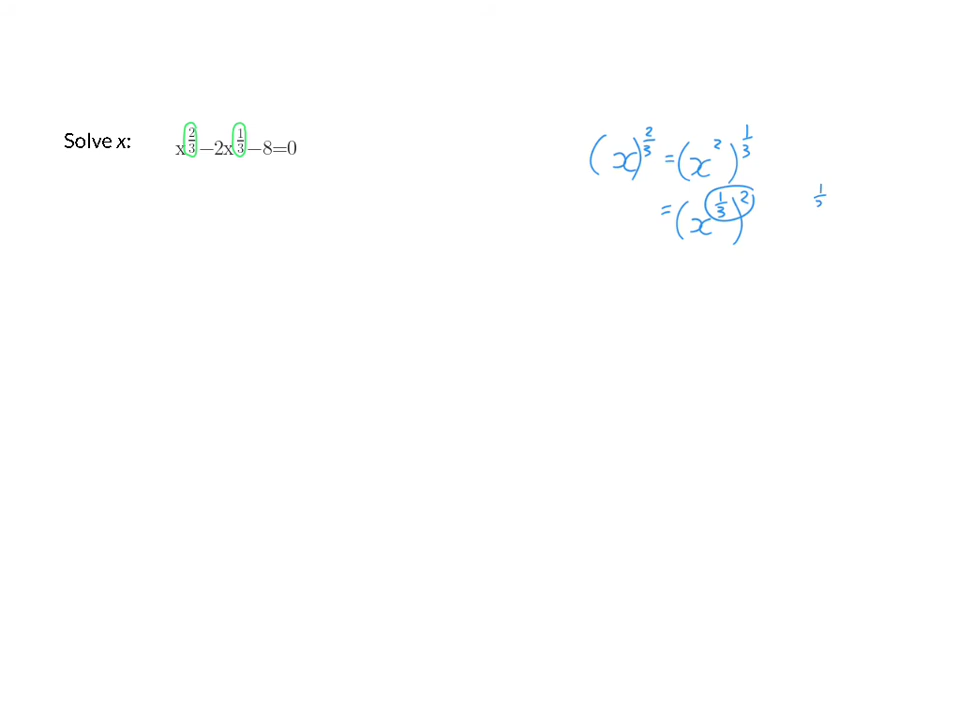 Solve x: x^{2/3} −2x^{1/3} −8=0
(x)^{2/3} = (x^2)^{1/3}
= (x^{1/3})^2